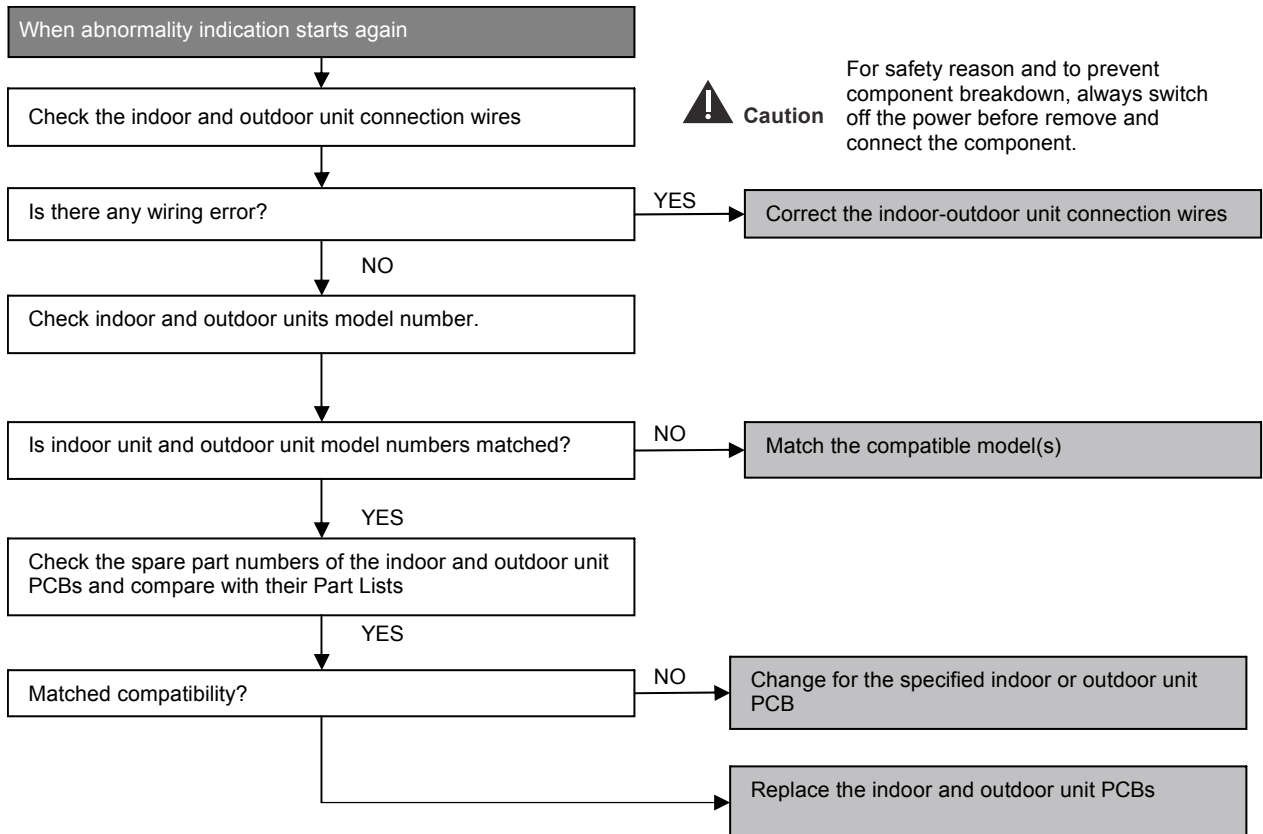 When abnormality indication starts again
Check the indoor and outdoor unit connection wires
Caution
For safety reason and to prevent
component breakdown, always switch
off the power before remove and
connect the component.
Is there any wiring error?
YES
Correct the indoor-outdoor unit connection wires
NO
Check indoor and outdoor units model number.
Is indoor unit and outdoor unit model numbers matched?
NO
Match the compatible model(s)
YES
Check the spare part numbers of the indoor and outdoor unit
PCBs and compare with their Part Lists
YES
Matched compatibility?
NO
Change for the specified indoor or outdoor unit
PCB
Replace the indoor and outdoor unit PCBs